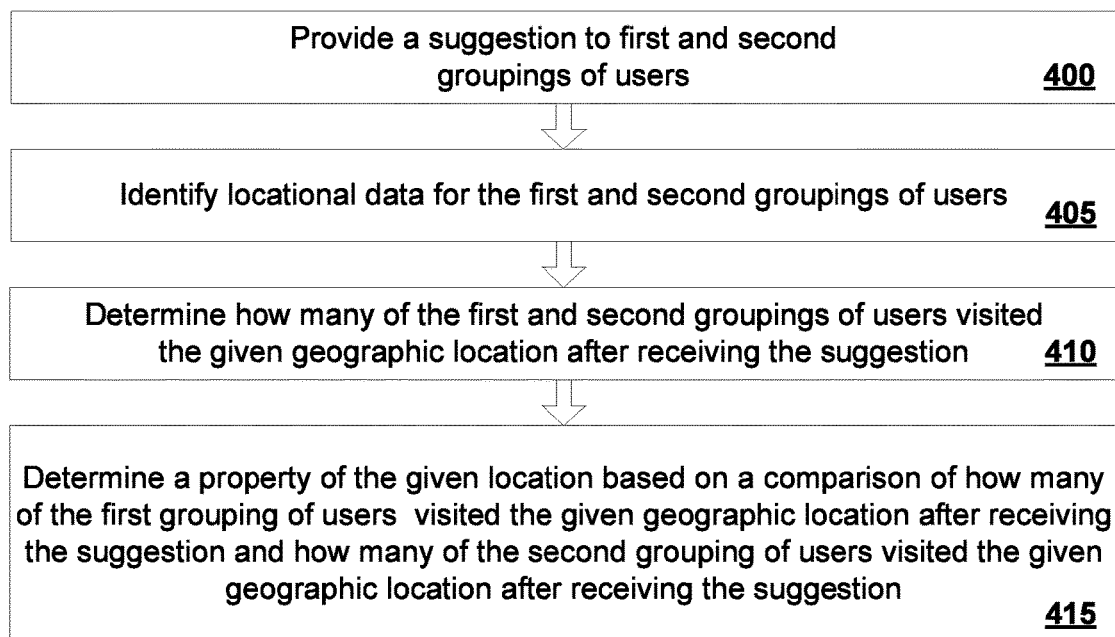 Provide a suggestion to first and second
groupings of users
400
Identify locational data for the first and second groupings of users
405
Determine how many of the first and second groupings of users visited
the given geographic location after receiving the suggestion
410
Determine a property of the given location based on a comparison of how many
of the first grouping of users visited the given geographic location after receiving
the suggestion and how many of the second grouping of users visited the given
geographic location after receiving the suggestion
415